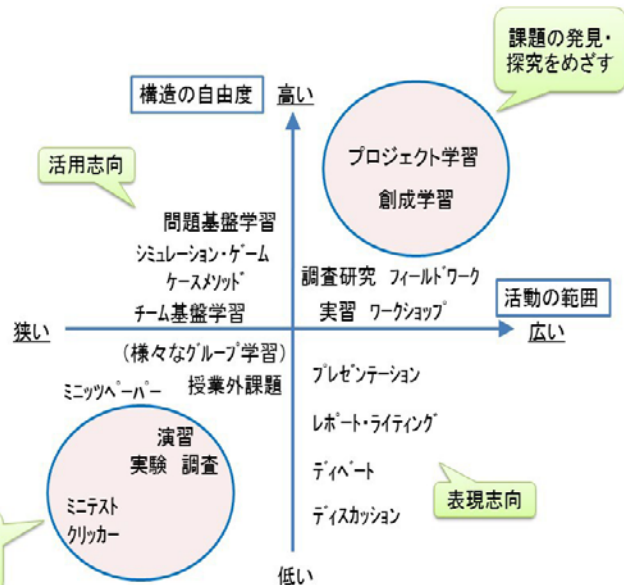 課題の発見・
探究をめざす
構造の自由度
高い
プロジェクト学習
創成学習
活用志向
問題基盤学習
シミュレーション・ゲーム
ケースメソッド
チーム基盤学習
調査研究 フィールドワーク
実習 ワークショップ
活動の範囲
狭い
広い
(様々なグループ学習)
ミニッツペーパー 授業外課題
プレゼンテーション
レポート・ライティング
演習
実験 調査
ディベート
ミニテスト
クリッカー
ディスカッション
表現志向
低い